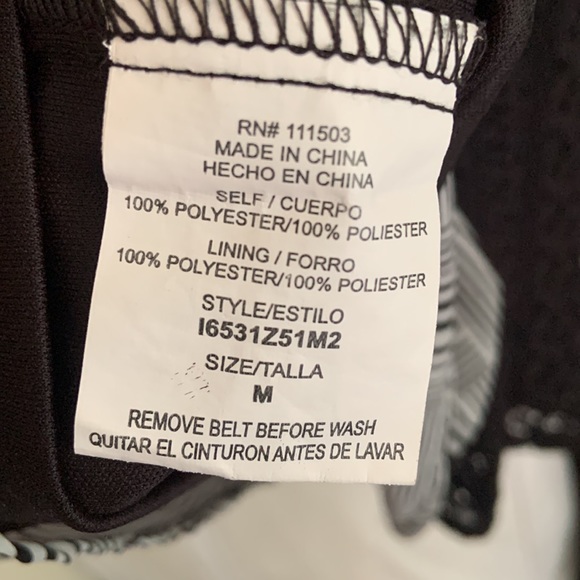 RN# 111503
MADE IN CHINA
HECHO EN CHINA
SELF / CUERPO
100% POLYESTER/100% POLIESTER
LINING / FORRO
100% POLYESTER/100% POLIESTER
STYLE/ESTILO
I6531Z51M2
SIZE/TALLA
M
REMOVE BELT BEFORE WASH
QUITAR EL CINTURON ANTES DE LAVAR